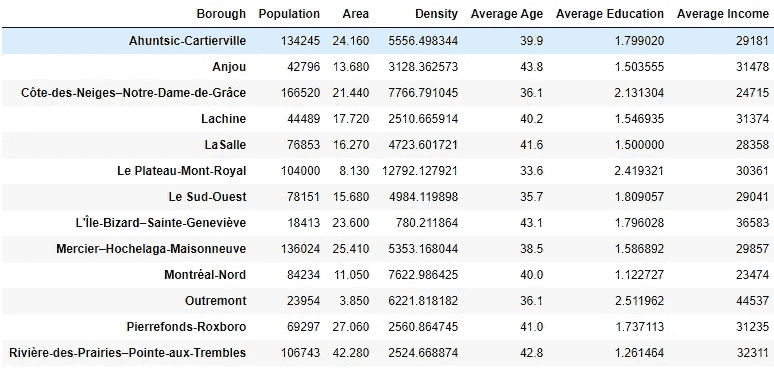 Borough Population Area Density Average Age Average Education Average Income
Ahuntsic-Cartierville 134245 24.160 5556.498344 39.9 1.799020 29181
Anjou 42796 13.680 3128.362573 43.8 1.503555 31478
Côte-des-Neiges–Notre-Dame-de-Grâce 166520 21.440 7766.791045 36.1 2.131304 24715
Lachine 44489 17.720 2510.665914 40.2 1.546935 31374
LaSalle 76853 16.270 4723.601721 41.6 1.500000 28358
Le Plateau-Mont-Royal 104000 8.130 12792.127921 33.6 2.419321 30361
Le Sud-Ouest 78151 15.680 4984.119898 35.7 1.809057 29041
L'Île-Bizard–Sainte-Geneviève 18413 23.600 780.211864 43.1 1.796028 36583
Mercier–Hochelaga-Maisonneuve 136024 25.410 5353.168044 38.5 1.586892 29857
Montréal-Nord 84234 11.050 7622.986425 40.0 1.122727 23474
Outremont 23954 3.850 6221.818182 36.1 2.511962 44537
Pierrefonds-Roxboro 69297 27.060 2560.864745 41.0 1.737113 31235
Rivière-des-Prairies–Pointe-aux-Trembles 106743 42.280 2524.668874 42.8 1.261464 32311